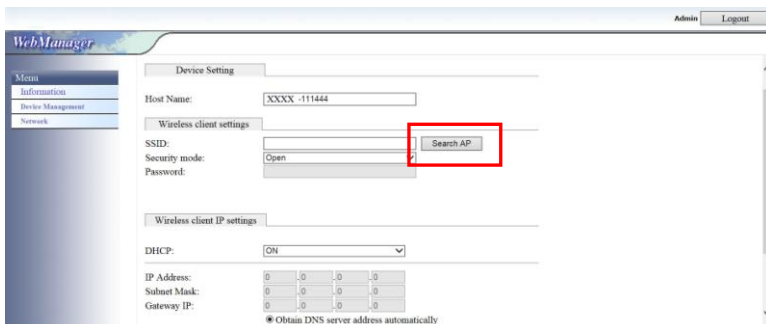 Admin Logout
WebManager
Menu
Information
Device Management
Network
Device Setting
Host Name: XXXX -111444
Wireless client settings
SSID: Search AP
Security mode: Open
Password:
Wireless client IP settings
DHCP: ON
IP Address: 0 .0 .0 .0
Subnet Mask: 0 .0 .0 .0
Gateway IP: 0 .0 .0 .0
Obtain DNS server address automatically